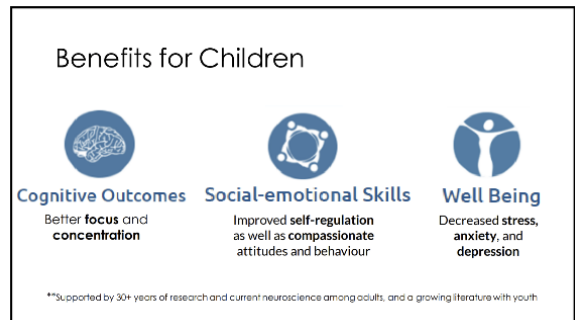 Benefits for Children
Cognitive Outcomes
Better focus and
concentration
Social-emotional Skills
Improved self-regulation
as well as compassionate
attitudes and behaviour
Well Being
Decreased stress,
anxiety, and
depression
**Supported by 30+ years of research and current neuroscience among adults, and a growing literature with youth